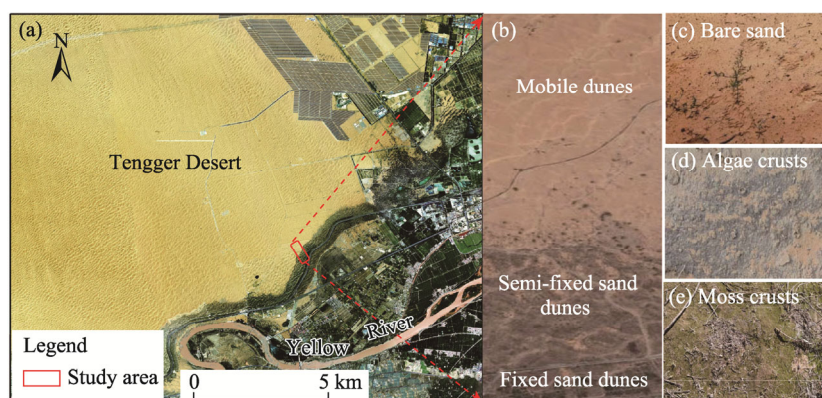 (a)
N
Tengger Desert
Yellow River
Legend
Study area
0 5 km
(b)
Mobile dunes
Semi-fixed sand
dunes
Fixed sand dunes
(c) Bare sand
(d) Algae crusts
(e) Moss crusts